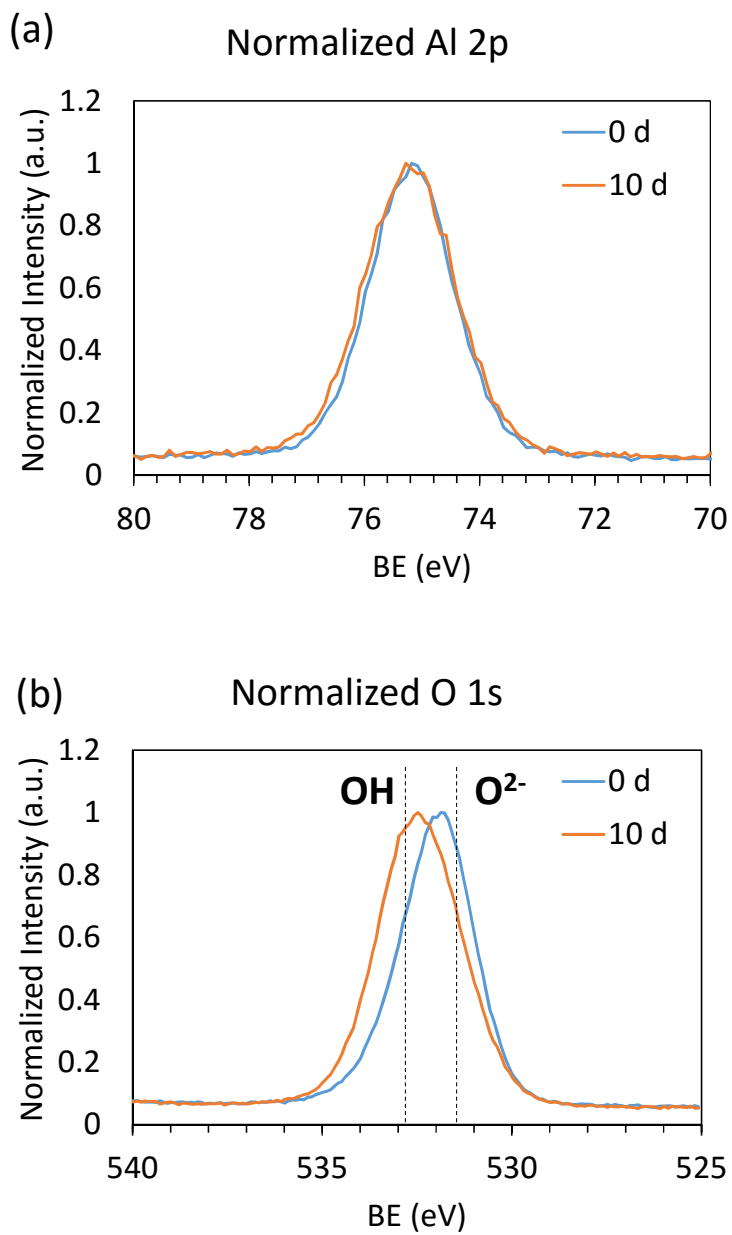 (a)
Normalized Al 2p
Normalized Intensity (a.u.)
1.2
1
0.8
0.6
0.4
0.2
0
0 d
10 d
80 78 76 74 72 70
BE (eV)
(b)
Normalized O 1s
Normalized Intensity (a.u.)
1.2
1
0.8
0.6
0.4
0.2
0
OH O²⁻
0 d
10 d
540 535 530 525
BE (eV)